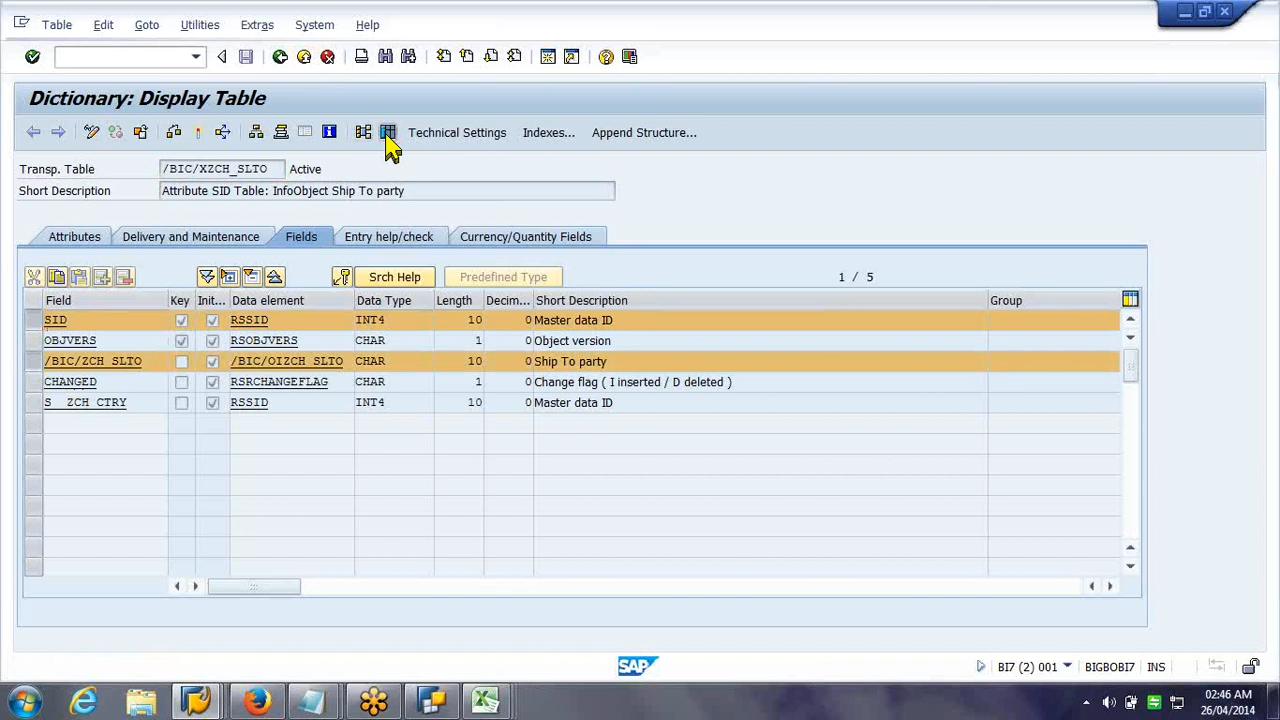 Table Edit Goto Utilities Extras System Help
Dictionary: Display Table
Technical Settings Indexes... Append Structure...
Transp. Table /BIC/XZCH_SLTO Active
Short Description Attribute SID Table: InfoObject Ship To party
Attributes Delivery and Maintenance Fields Entry help/check Currency/Quantity Fields
Srch Help Predefined Type 1 / 5
Field Key Init... Data element Data Type Length Decim... Short Description Group
SID RSSID INT4 10 0 Master data ID
OBJVERS RSOBJVERS CHAR 1 0 Object version
/BIC/ZCH_SLTO /BIC/OIZCH_SLTO CHAR 10 0 Ship To party
CHANGED RSRCHANGEFLAG CHAR 1 0 Change flag ( I inserted / D deleted )
S__ZCH_CTRY RSSID INT4 10 0 Master data ID
SAP BI7 (2) 001 BIGBOBI7 INS
02:46 AM
26/04/2014